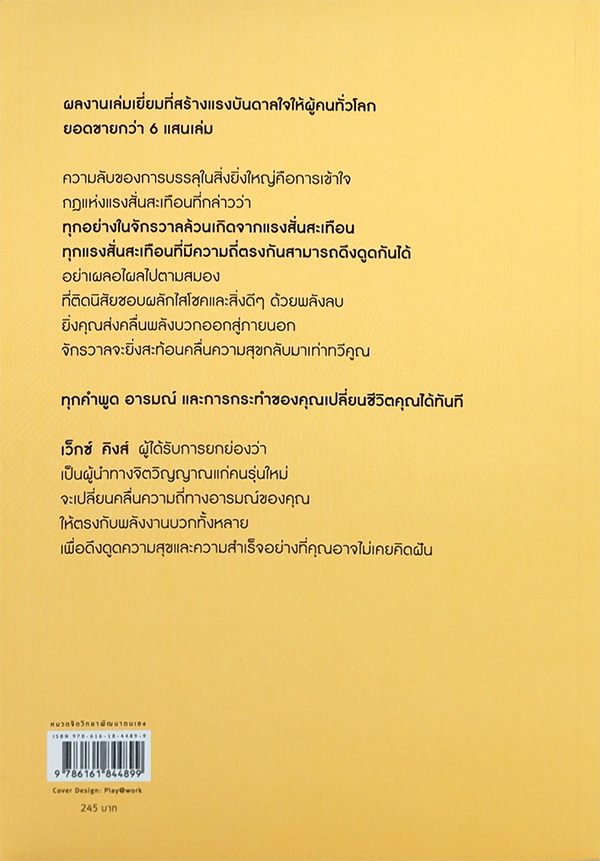 ผลงานเล่มเยี่ยมที่สร้างแรงบันดาลใจให้ผู้คนทั่วโลก
ยอดขายกว่า 6 แสนเล่ม
ความลับของการบรรลุในสิ่งยิ่งใหญ่คือการเข้าใจ
กฎแห่งแรงสั่นสะเทือนที่กล่าวว่า
ทุกอย่างในจักรวาลล้วนเกิดจากแรงสั่นสะเทือน
ทุกแรงสั่นสะเทือนที่มีความถี่ตรงกันสามารถดึงดูดกันได้
อย่าเผลอไผลไปตามสมอง
ที่ติดนิสัยชอบผลักไสโชคและสิ่งดีๆ ด้วยพลังลบ
ยิ่งคุณส่งคลื่นพลังบวกออกสู่ภายนอก
จักรวาลจะยิ่งสะท้อนคลื่นความสุขกลับมาเท่าทวีคูณ
ทุกคำพูด อารมณ์ และการกระทำของคุณเปลี่ยนชีวิตคุณได้ทันที
เว็กซ์ คิงส์ ผู้ได้รับการยกย่องว่า
เป็นผู้นำทางจิตวิญญาณแก่คนรุ่นใหม่
จะเปลี่ยนคลื่นความถี่ทางอารมณ์ของคุณ
ให้ตรงกับพลังงานบวกทั้งหลาย
เพื่อดึงดูดความสุขและความสำเร็จอย่างที่คุณอาจไม่เคยคิดฝัน
หมวดจิตวิทยาพัฒนาตนเอง
ISBN 978-616-18-4489-9
9 786161 844899
Cover Design: Play@work
245 บาท